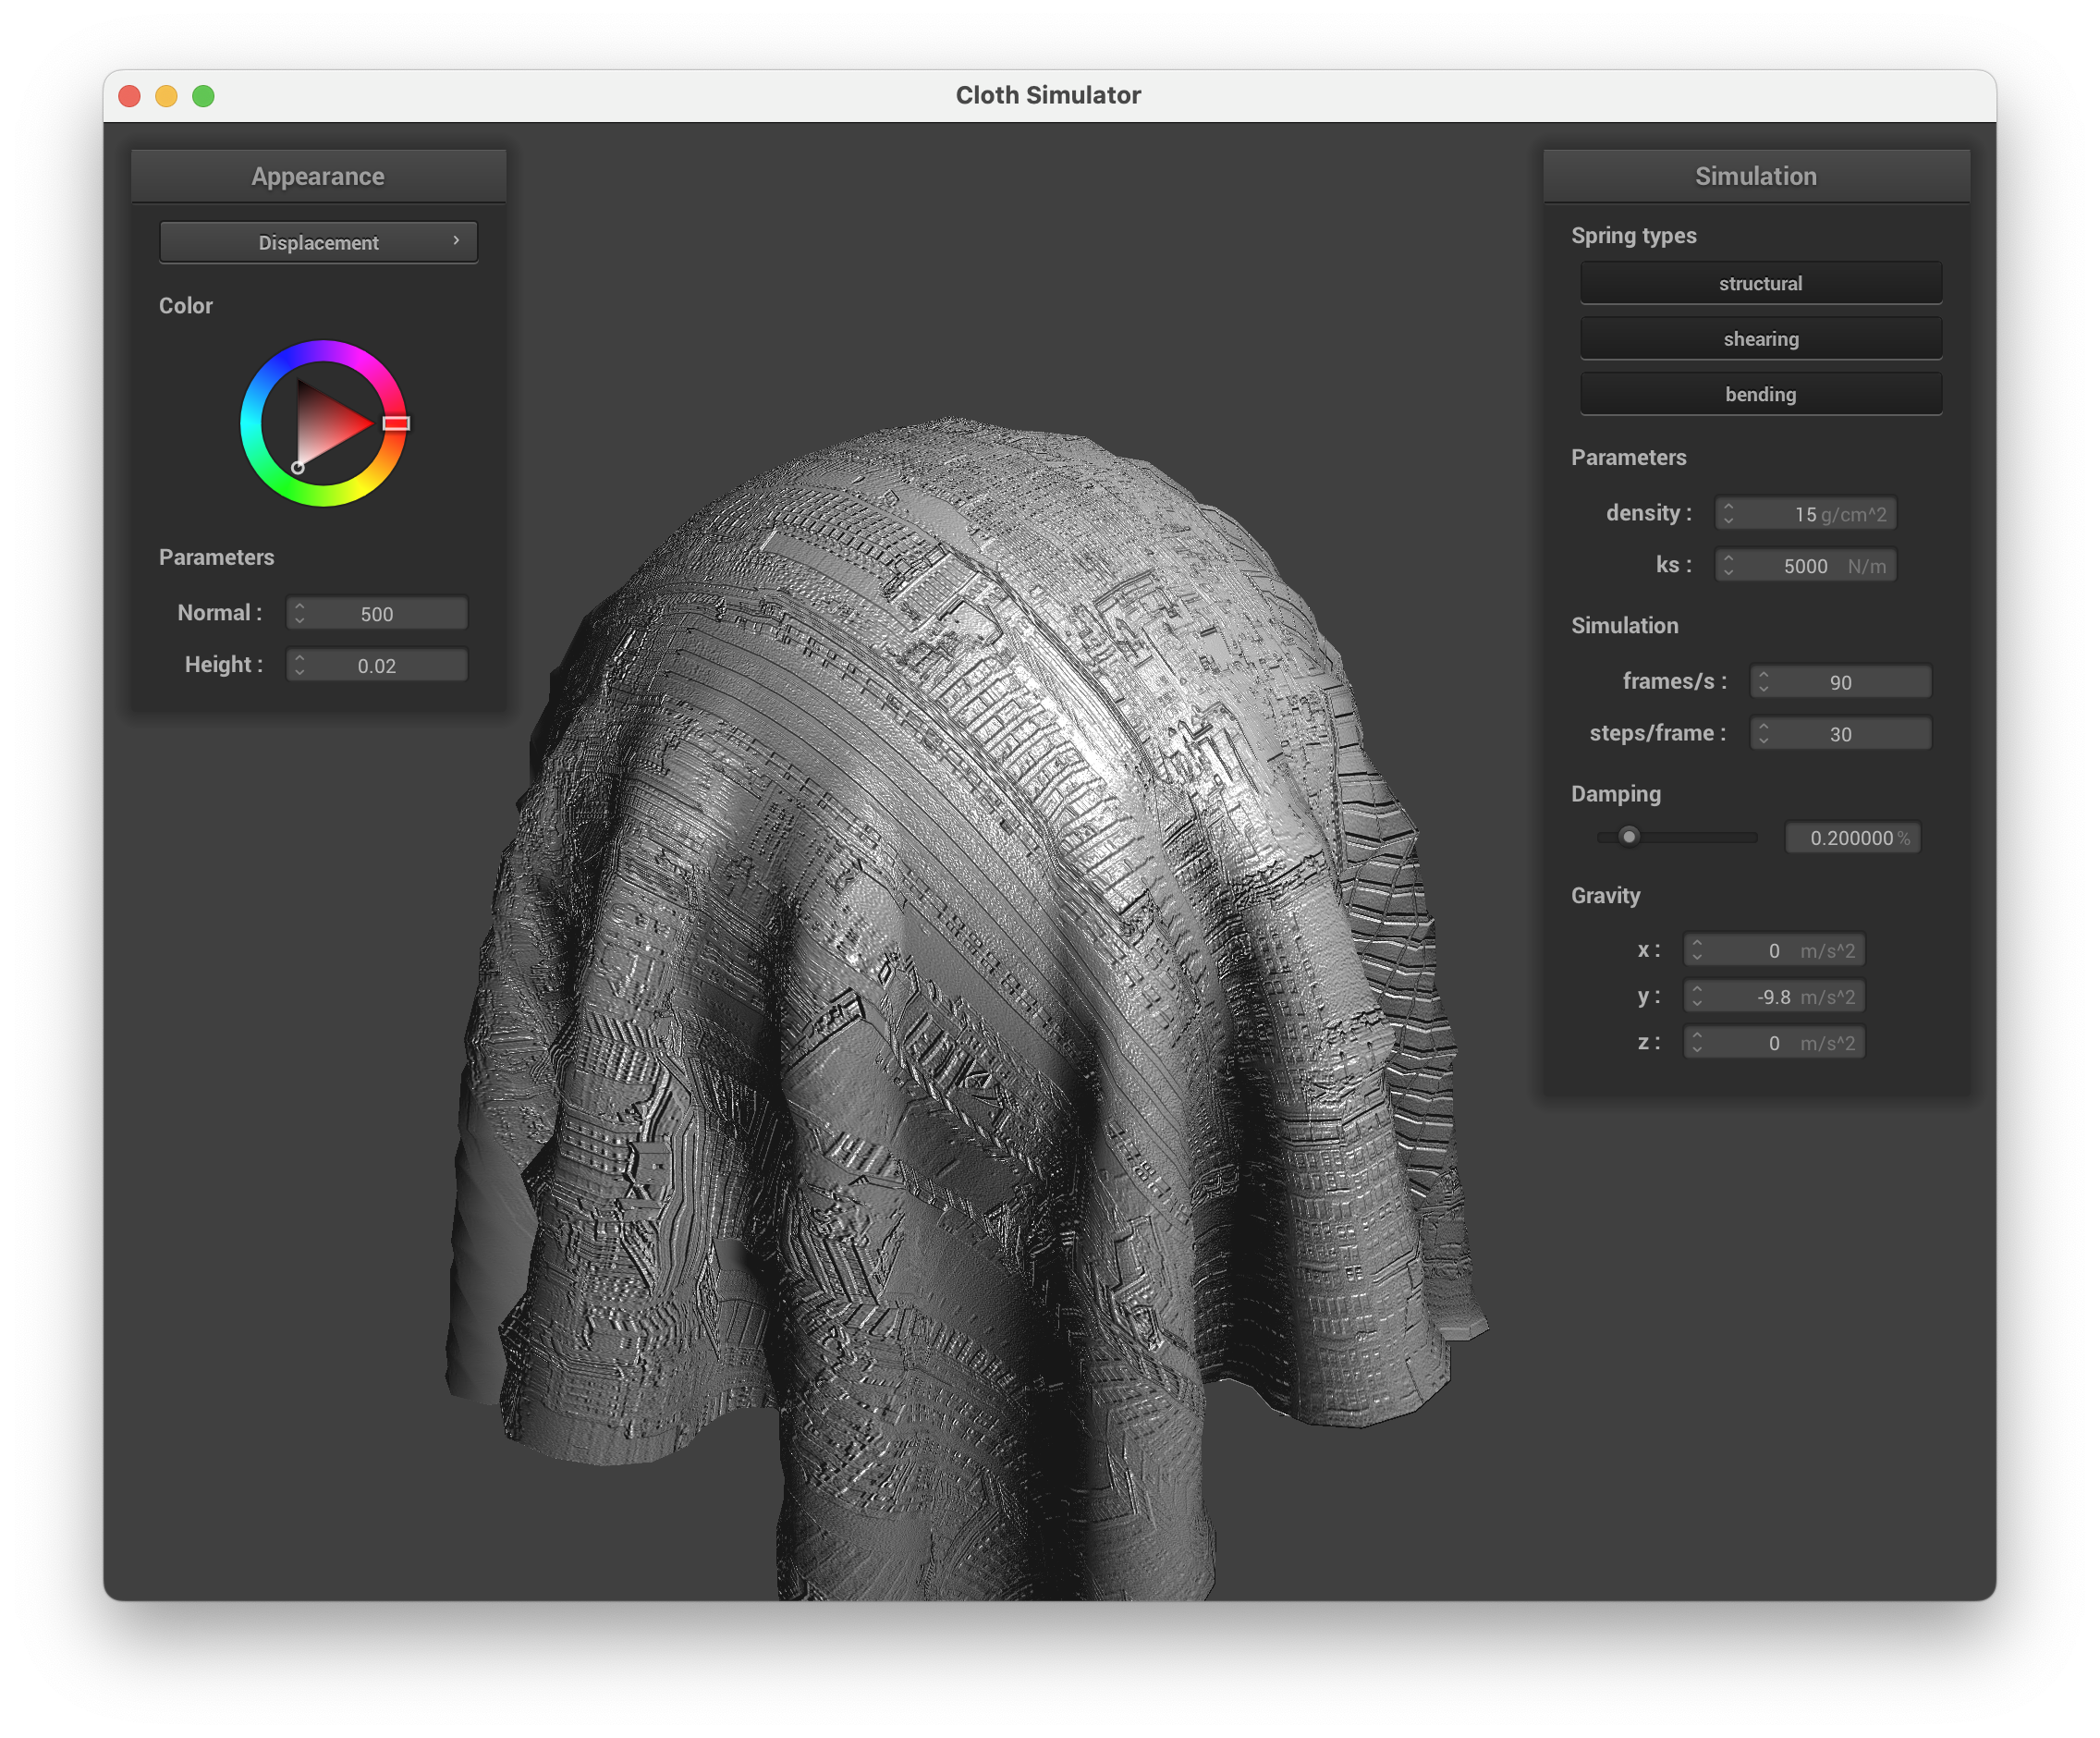 Cloth Simulator
Appearance
Displacement
Color
Parameters
Normal : 500
Height : 0.02
Simulation
Spring types
structural
shearing
bending
Parameters
density : 15 g/cm^2
ks : 5000 N/m
Simulation
frames/s : 90
steps/frame : 30
Damping
0.200000 %
Gravity
x : 0 m/s^2
y : -9.8 m/s^2
z : 0 m/s^2